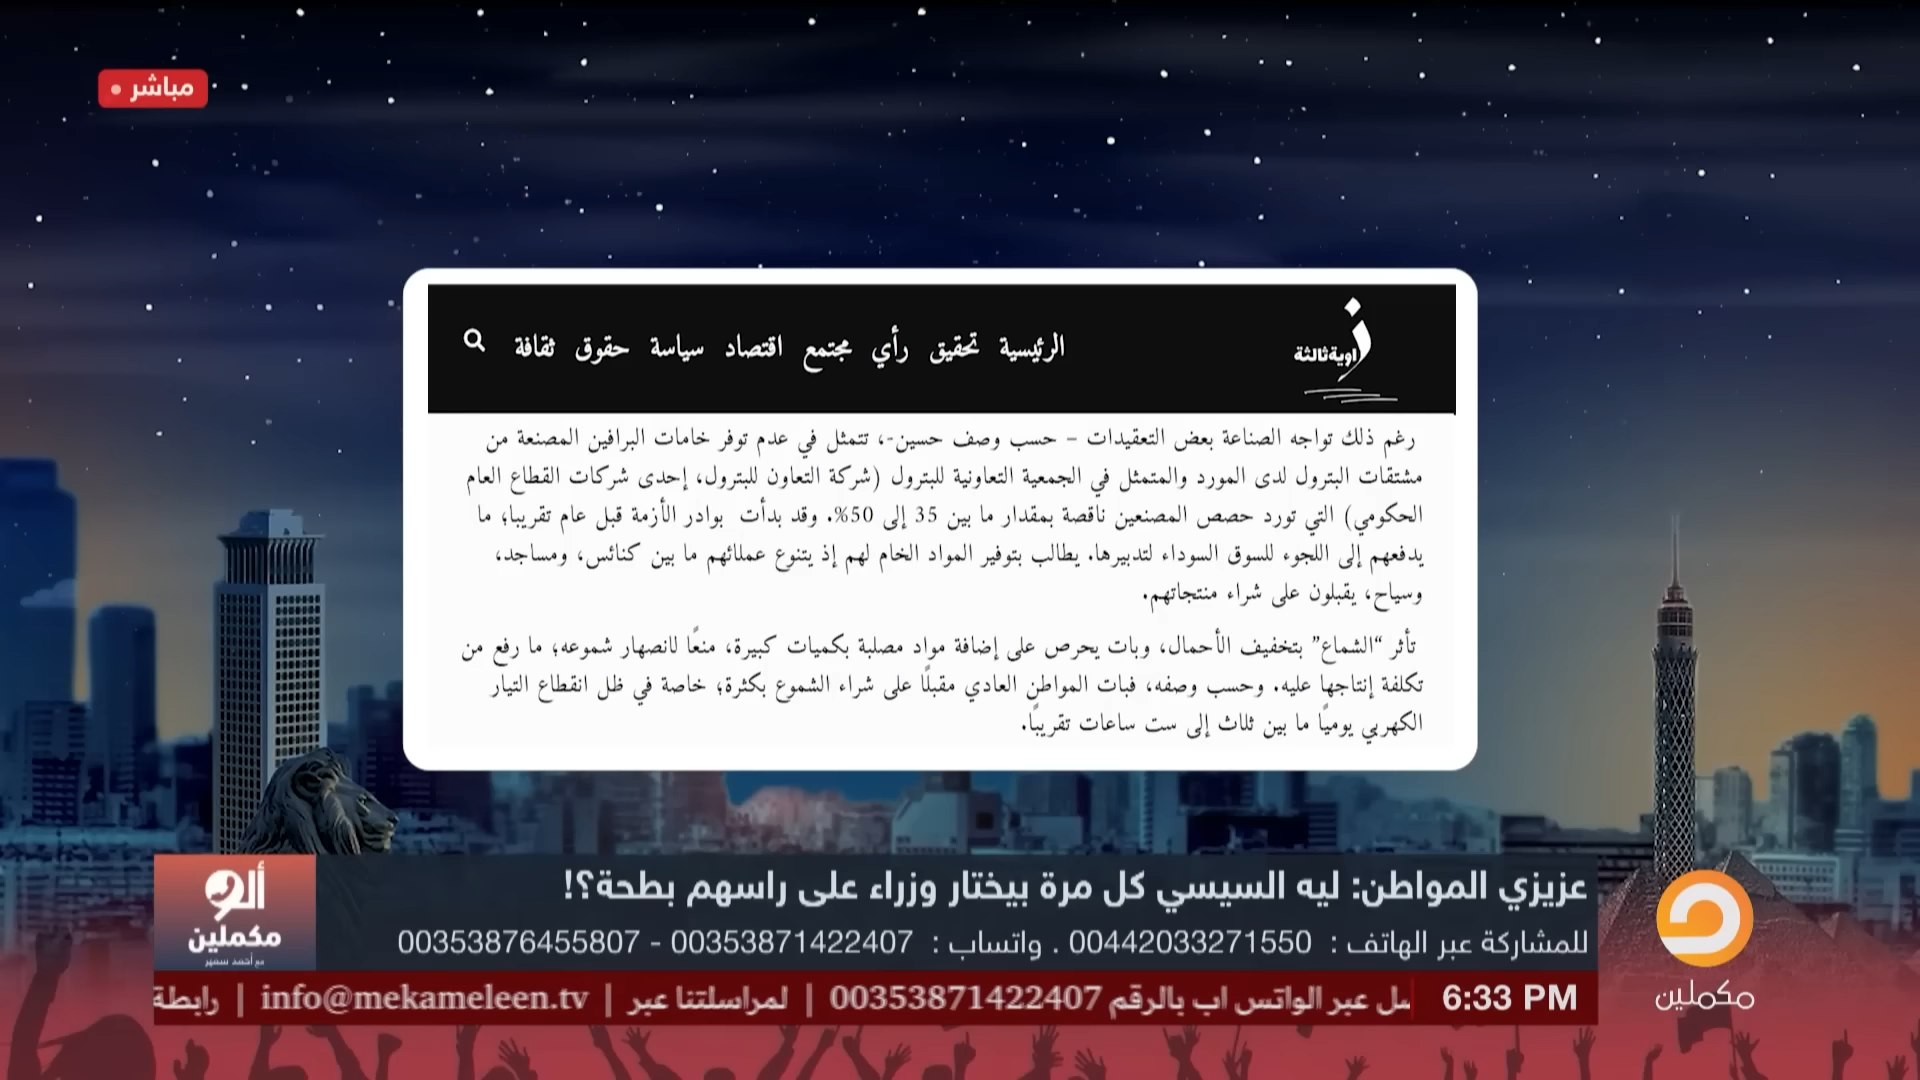 مباشر
زاوية ثالثة
الرئيسية تحقيق رأي مجتمع اقتصاد سياسة حقوق ثقافة
رغم ذلك تواجه الصناعة بعض التعقيدات – حسب وصف حسين-، تتمثل في عدم توفر خامات البرافين المصنعة من
مشتقات البترول لدى المورد والمتمثل في الجمعية التعاونية للبترول (شركة التعاون للبترول، إحدى شركات القطاع العام
الحكومي) التي تورد حصص المصنعين ناقصة بمقدار ما بين 35 إلى 50%. وقد بدأت بوادر الأزمة قبل عام تقريبا؛ ما
يدفعهم إلى اللجوء للسوق السوداء لتدبيرها. يطالب بتوفير المواد الخام لهم إذ يتنوع عملائهم ما بين كنائس، ومساجد،
وسياح، يقبلون على شراء منتجاتهم.
تأثر “الشماع” بتخفيف الأحمال، وبات يحرص على إضافة مواد مصلبة بكميات كبيرة، منعًا لانصهار شموعه؛ ما رفع من
تكلفة إنتاجها عليه. وحسب وصفه، فبات المواطن العادي مقبلًا على شراء الشموع بكثرة؛ خاصة في ظل انقطاع التيار
الكهربي يوميًا ما بين ثلاث إلى ست ساعات تقريبًا.
عزيزي المواطن: ليه السيسي كل مرة بيختار وزراء على راسهم بطحة؟!
للمشاركة عبر الهاتف : 00442033271550 . واتساب : 00353871422407 - 00353876455807
ألو
مكملين
مع أحمد سمير
6:33 PM
عبر الواتس اب بالرقم 00353871422407 | لمراسلتنا عبر | info@mekameleen.tv | رابطة
مكملين